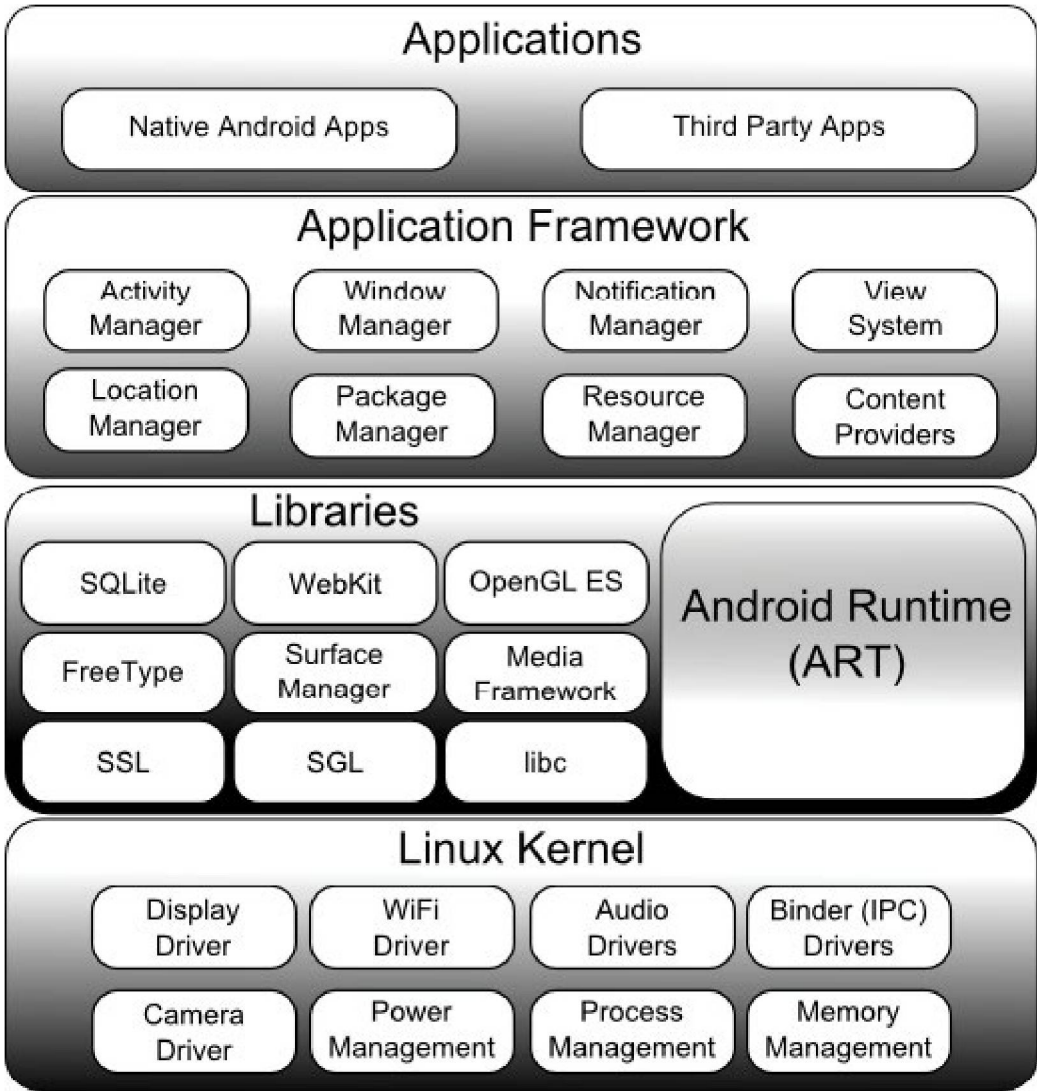 Applications
Native Android Apps
Third Party Apps
Application Framework
Activity
Manager
Window
Manager
Notification
Manager
View
System
Location
Manager
Package
Manager
Resource
Manager
Content
Providers
Libraries
SQLite
WebKit
OpenGL ES
FreeType
Surface
Manager
Media
Framework
SSL
SGL
libc
Android Runtime
(ART)
Linux Kernel
Display
Driver
WiFi
Driver
Audio
Drivers
Binder (IPC)
Drivers
Camera
Driver
Power
Management
Process
Management
Memory
Management